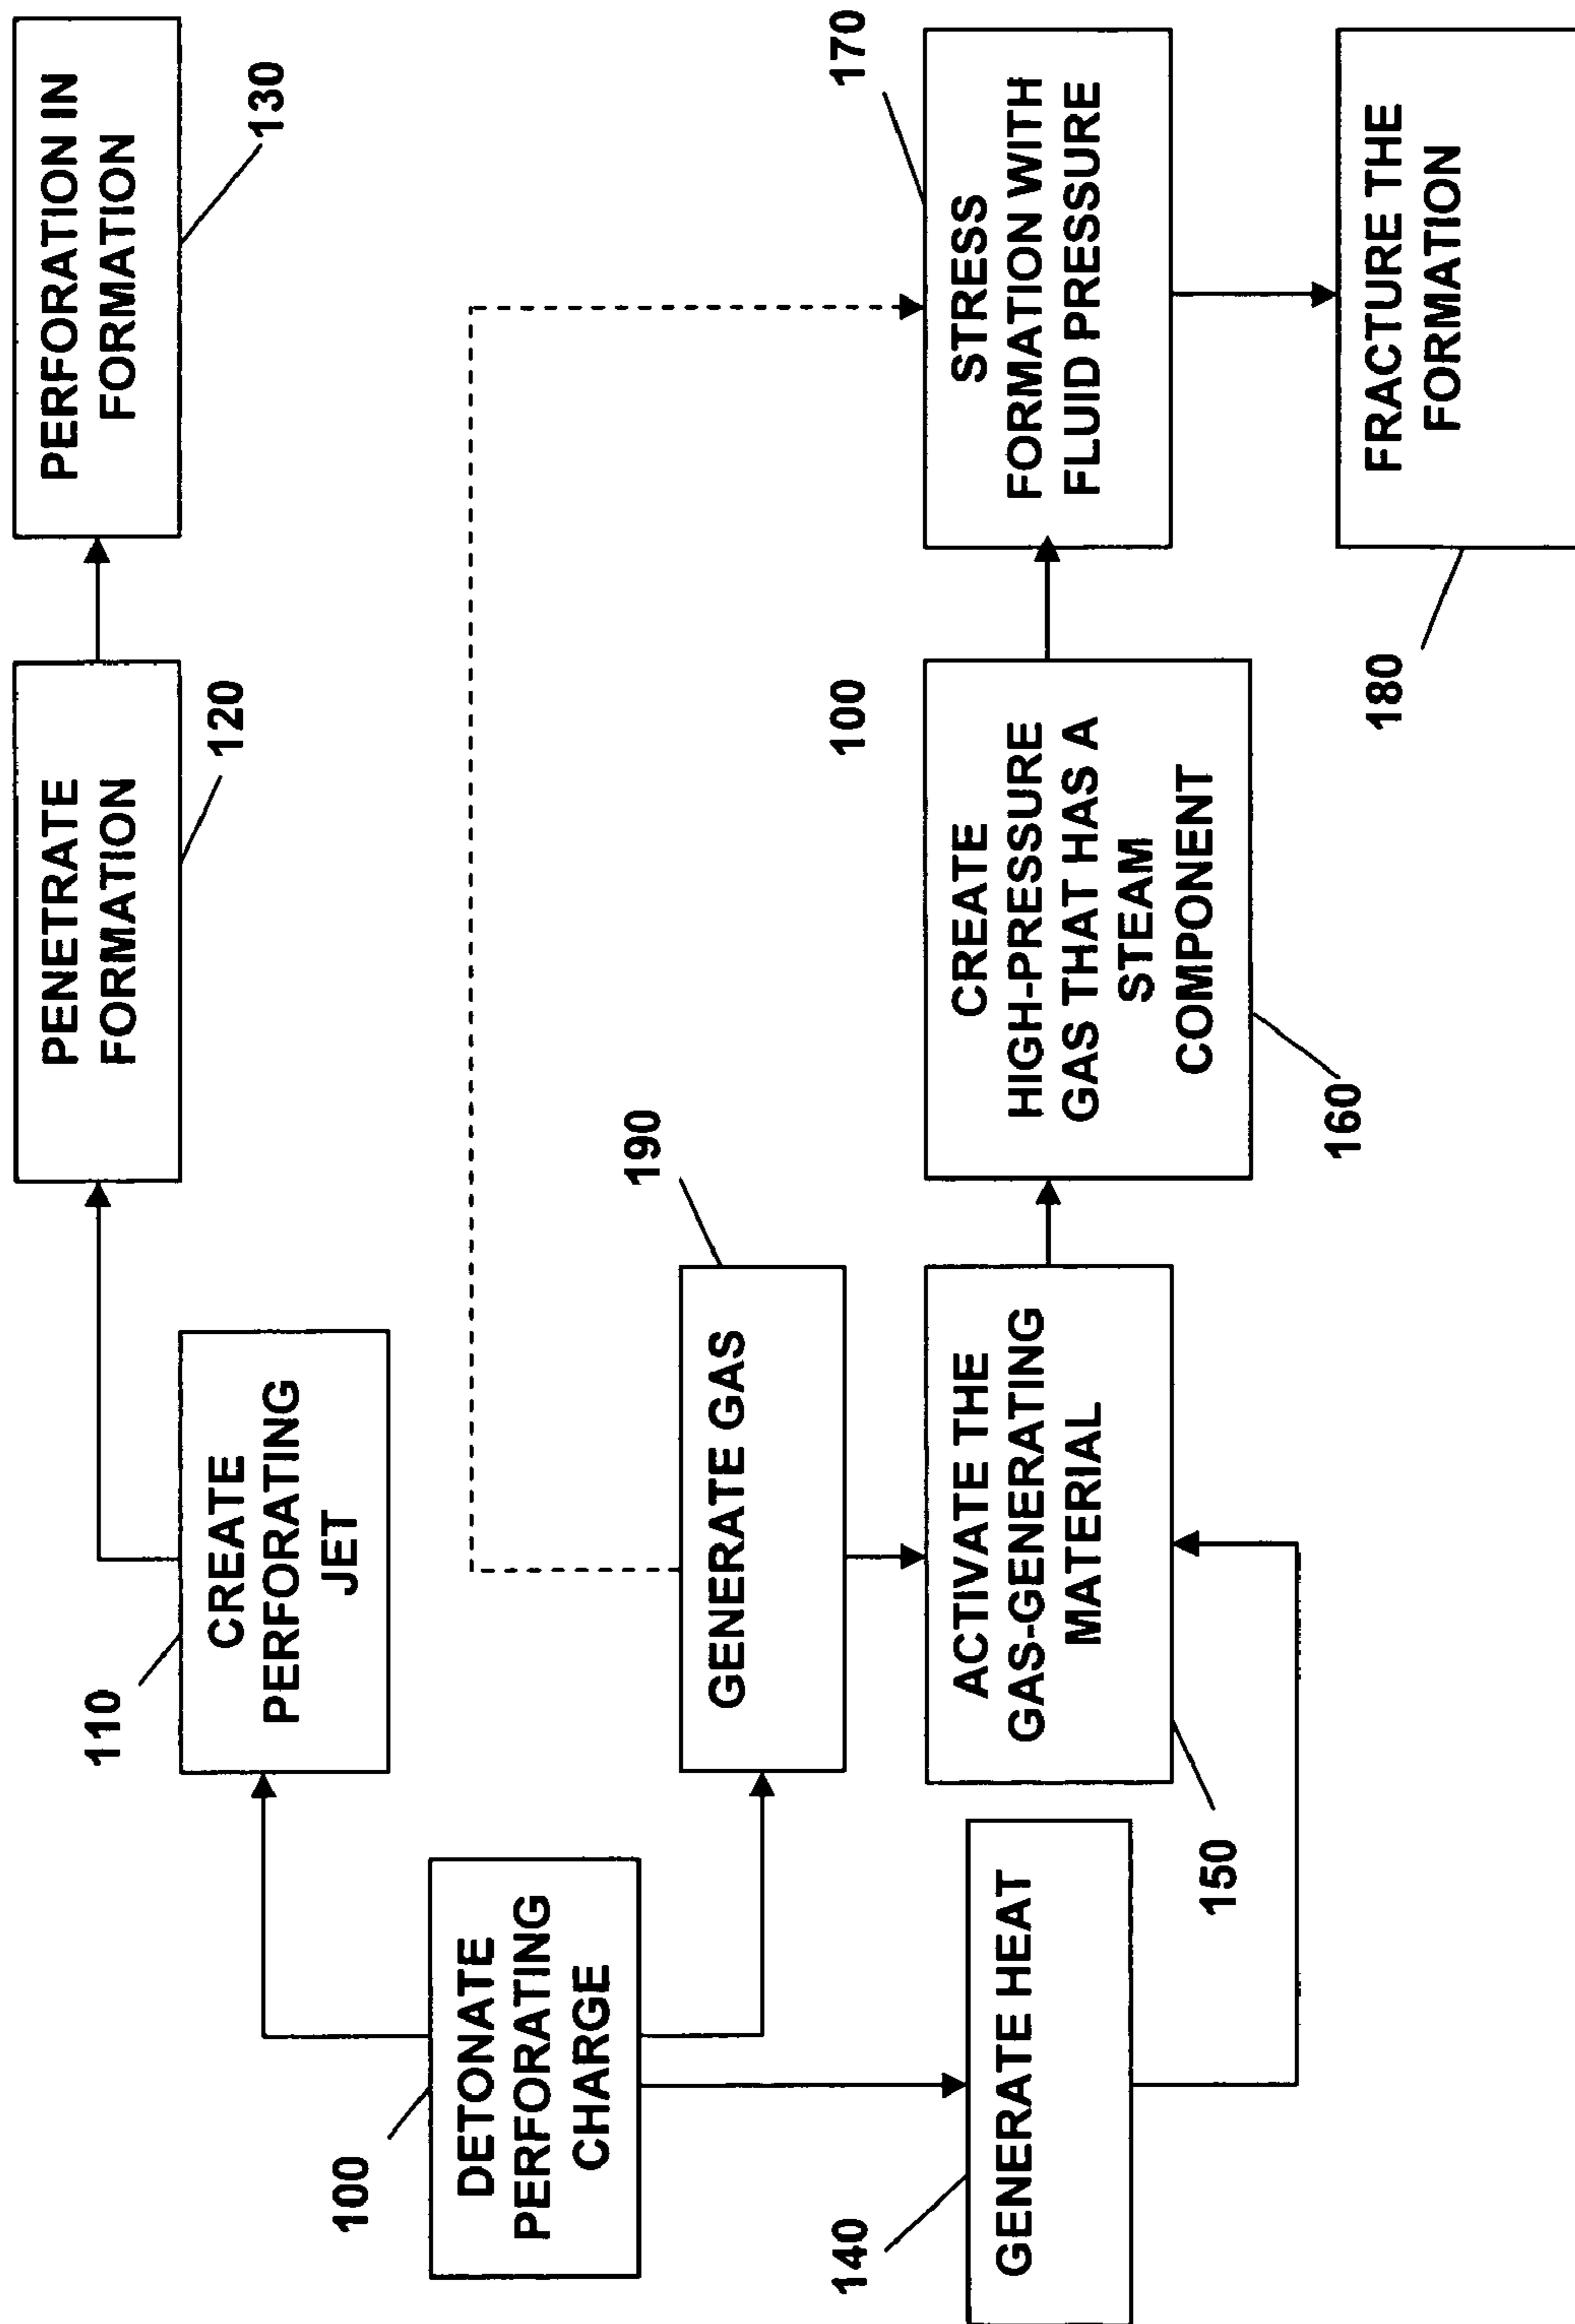 100
DETONATE
PERFORATING
CHARGE
110
CREATE
PERFORATING
JET
PENETRATE
FORMATION
120
PERFORATION IN
FORMATION
130
140
GENERATE HEAT
GENERATE GAS
190
ACTIVATE THE
GAS-GENERATING
MATERIAL
150
100
CREATE
HIGH-PRESSURE
GAS THAT HAS A
STEAM
COMPONENT
160
170
STRESS
FORMATION WITH
FLUID PRESSURE
180
FRACTURE THE
FORMATION